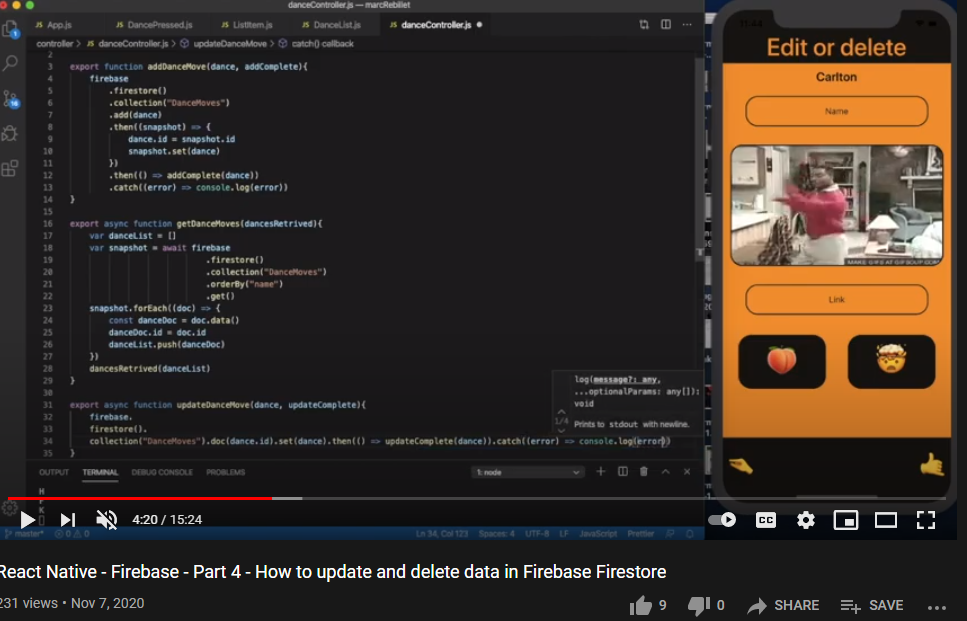 danceController.js — marcRebillet
JS App.js JS DancePressed.js JS ListItem.js JS DanceList.js JS danceController.js
controller > JS danceController.js > updateDanceMove > catch() callback
2
3 export function addDanceMove(dance, addComplete){
4 firebase
5 .firestore()
6 .collection("DanceMoves")
7 .add(dance)
8 .then((snapshot) => {
9 dance.id = snapshot.id
10 snapshot.set(dance)
11 })
12 .then(() => addComplete(dance))
13 .catch((error) => console.log(error))
14 }
15
16 export async function getDanceMoves(dancesRetrived){
17 var danceList = []
18 var snapshot = await firebase
19 .firestore()
20 .collection("DanceMoves")
21 .orderBy("name")
22 .get()
23 snapshot.forEach((doc) => {
24 const danceDoc = doc.data()
25 danceDoc.id = doc.id
26 danceList.push(danceDoc)
27 })
28 dancesRetrived(danceList)
29 }
30
31 export async function updateDanceMove(dance, updateComplete){
32 firebase.
33 firestore().
34 collection("DanceMoves").doc(dance.id).set(dance).then(() => updateComplete(dance)).catch((error) => console.log(error))
35 }
log(message?: any,
...optionalParams: any[]):
void
1/4 Prints to stdout with newline.
OUTPUT TERMINAL DEBUG CONSOLE PROBLEMS 1: node
master* 0 0 Ln 34, Col 123 Spaces: 4 UTF-8 LF JavaScript Prettier
11:44
Edit or delete
Carlton
Name
MAKE GIFS AT GIFSOUP.COM
Link
4:20 / 15:24
CC
React Native - Firebase - Part 4 - How to update and delete data in Firebase Firestore
231 views • Nov 7, 2020
9 0 SHARE SAVE